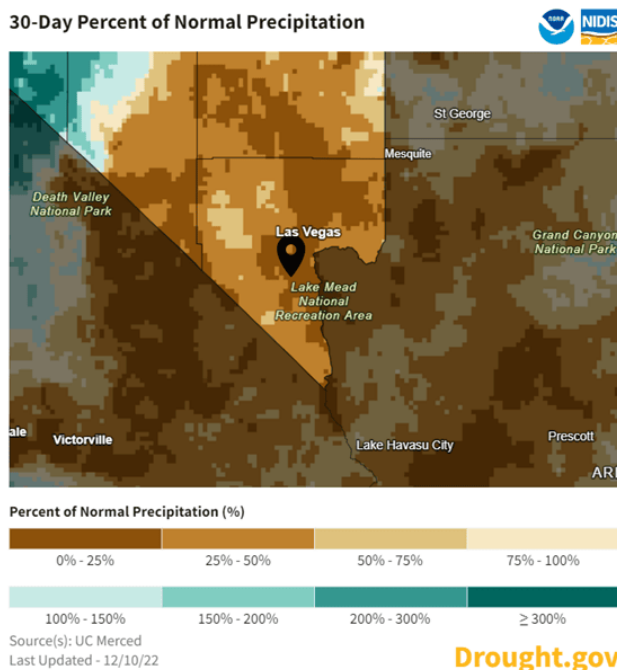 30-Day Percent of Normal Precipitation
NOAA
NIDIS
St George
Mesquite
Death Valley
National Park
Las Vegas
Grand Canyon
National Park
Lake Mead
National
Recreation Area
ale
Victorville
Lake Havasu City
Prescott
ARI
Percent of Normal Precipitation (%)
0% - 25%
25% - 50%
50% - 75%
75% - 100%
100% - 150%
150% - 200%
200% - 300%
≥ 300%
Source(s): UC Merced
Last Updated - 12/10/22
Drought.gov